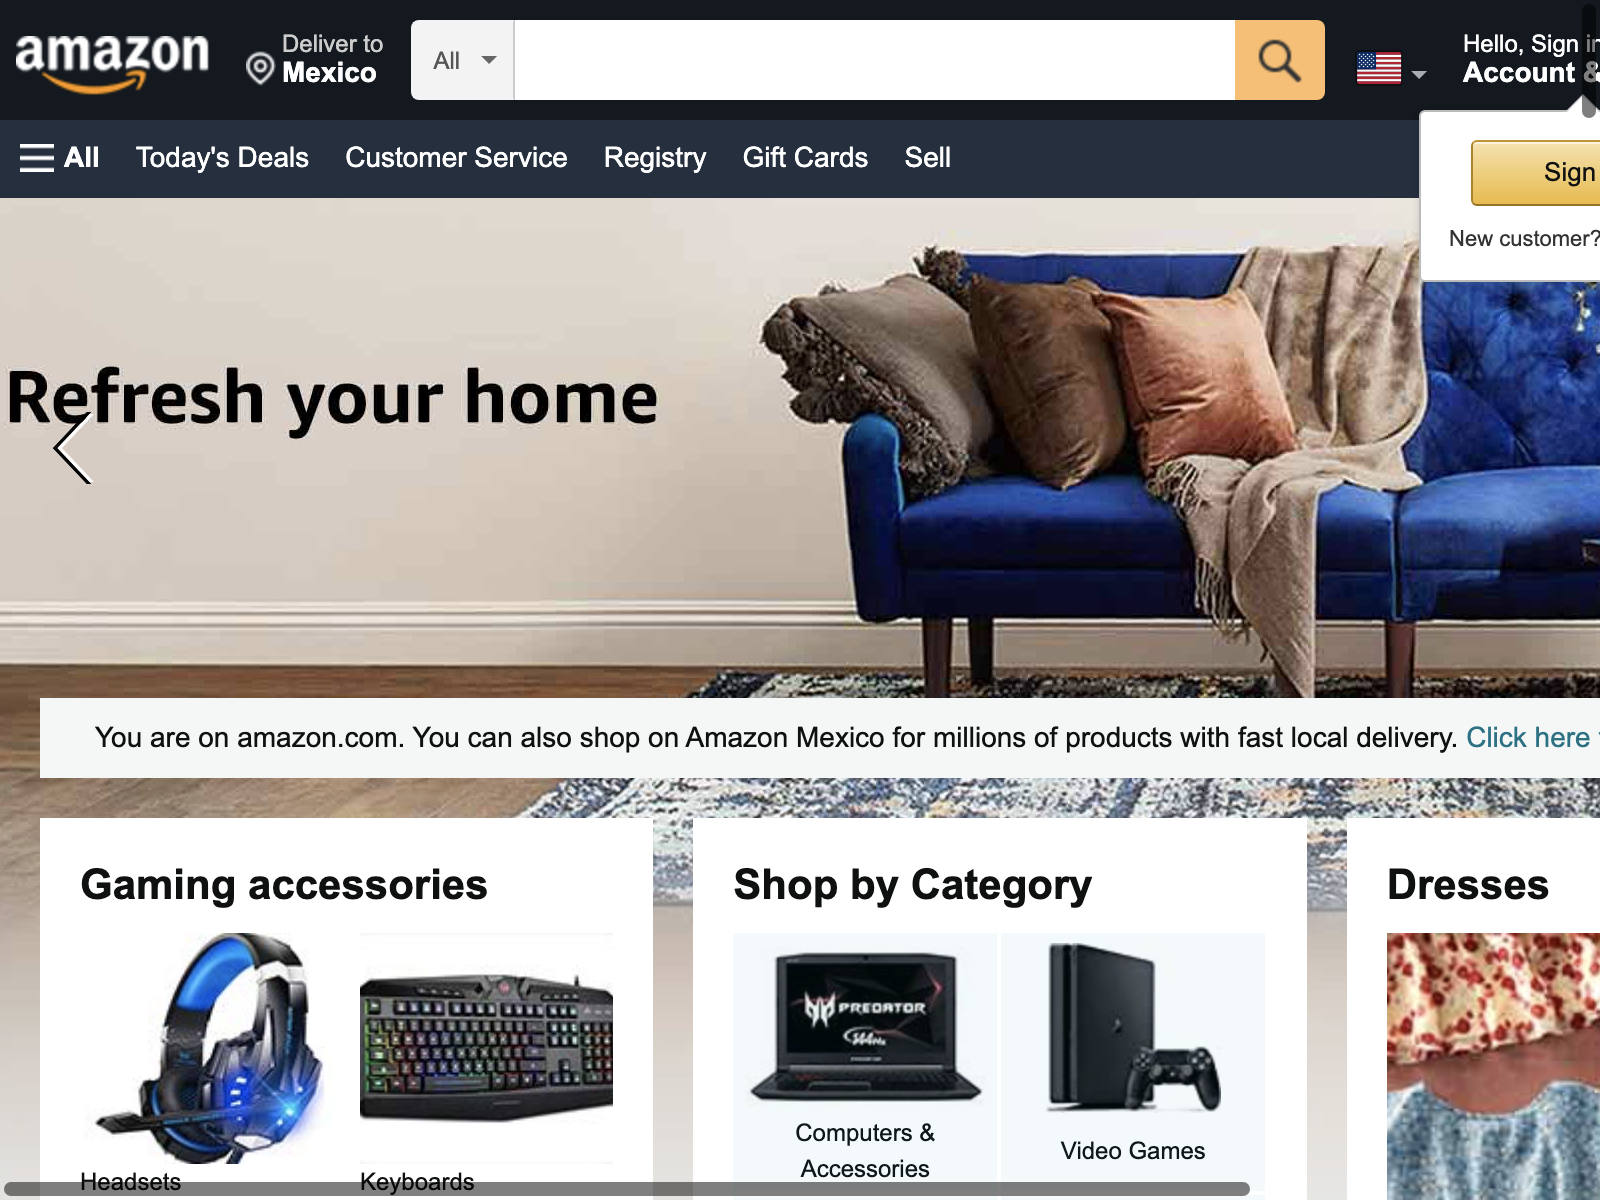 amazon
Deliver to
Mexico
All
Hello, Sign in
Account &
All
Today's Deals
Customer Service
Registry
Gift Cards
Sell
Sign
New customer?
Refresh your home
You are on amazon.com. You can also shop on Amazon Mexico for millions of products with fast local delivery. Click here
Gaming accessories
Shop by Category
Dresses
PREDATOR
144Hz
PREDATOR
Computers &
Accessories
Video Games
Headsets
Keyboards